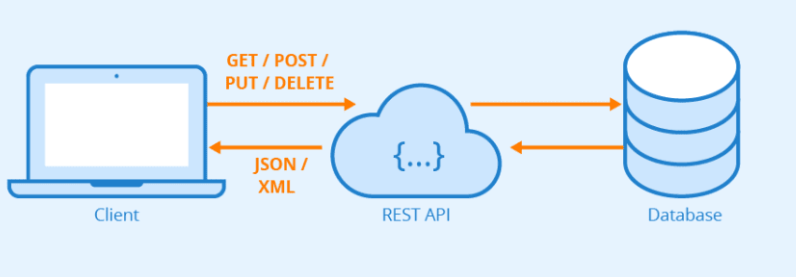 GET / POST /
PUT / DELETE
{...}
JSON /
XML
Client
REST API
Database